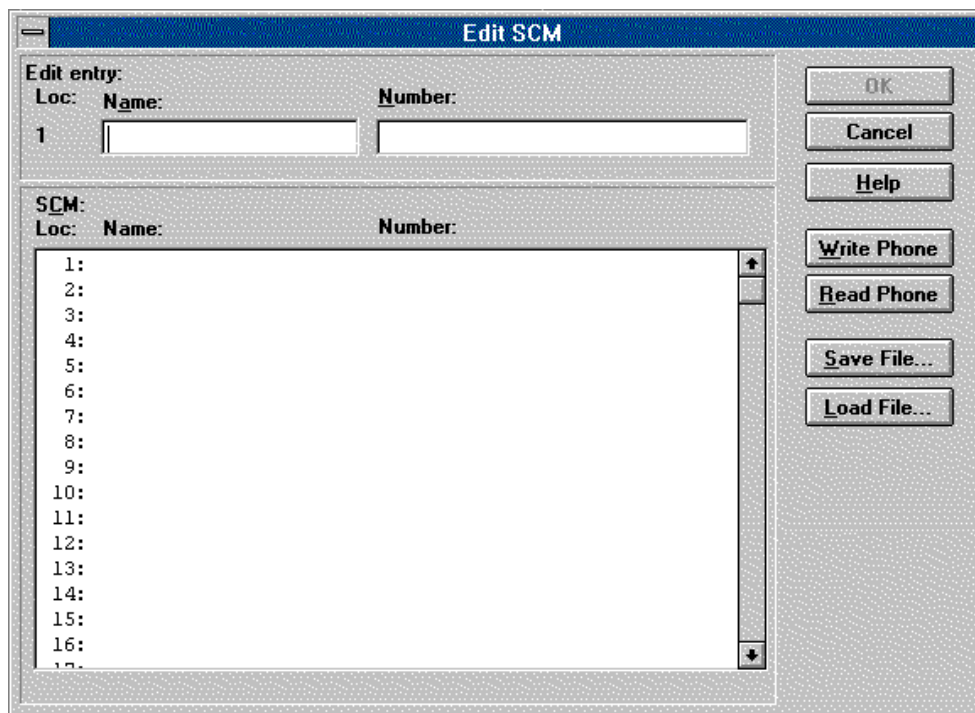 Edit SCM
Edit entry:
Loc: Name: Number:
1
OK
Cancel
Help
SCM:
Loc: Name: Number:
1:
2:
3:
4:
5:
6:
7:
8:
9:
10:
11:
12:
13:
14:
15:
16:
Write Phone
Read Phone
Save File...
Load File...